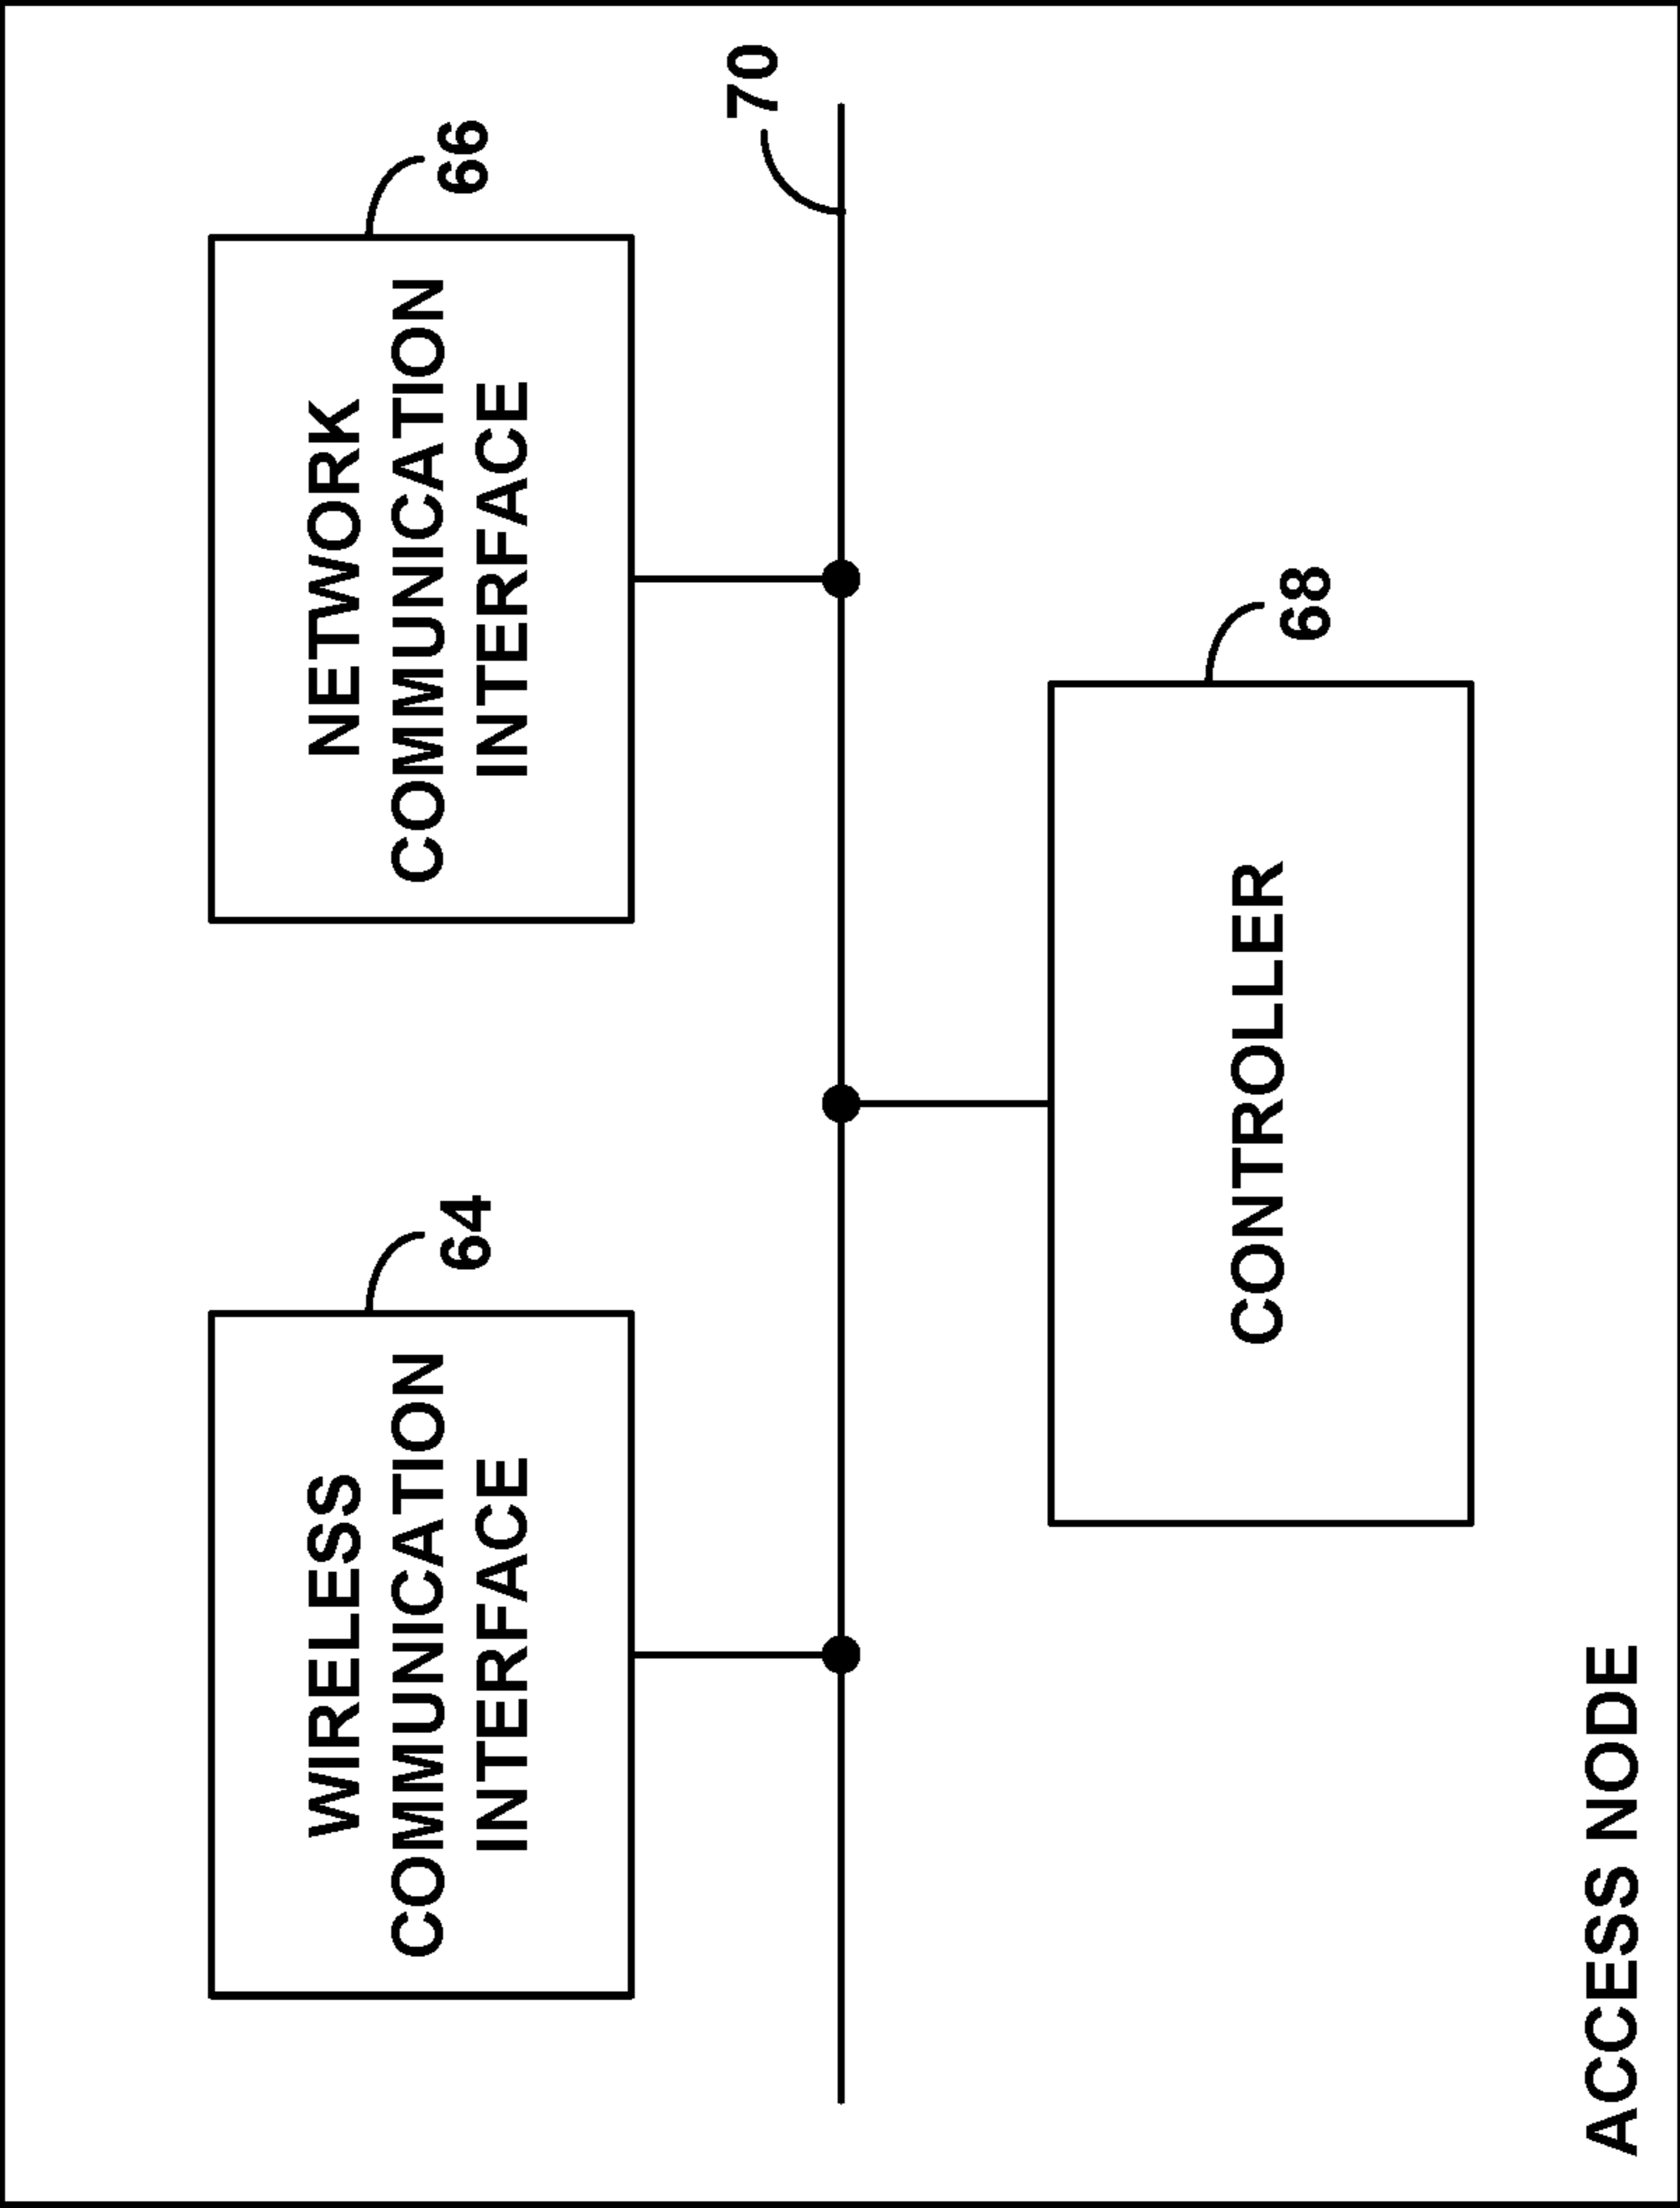 WIRELESS
COMMUNICATION
INTERFACE
64
NETWORK
COMMUNICATION
INTERFACE
66
70
CONTROLLER
68
ACCESS NODE